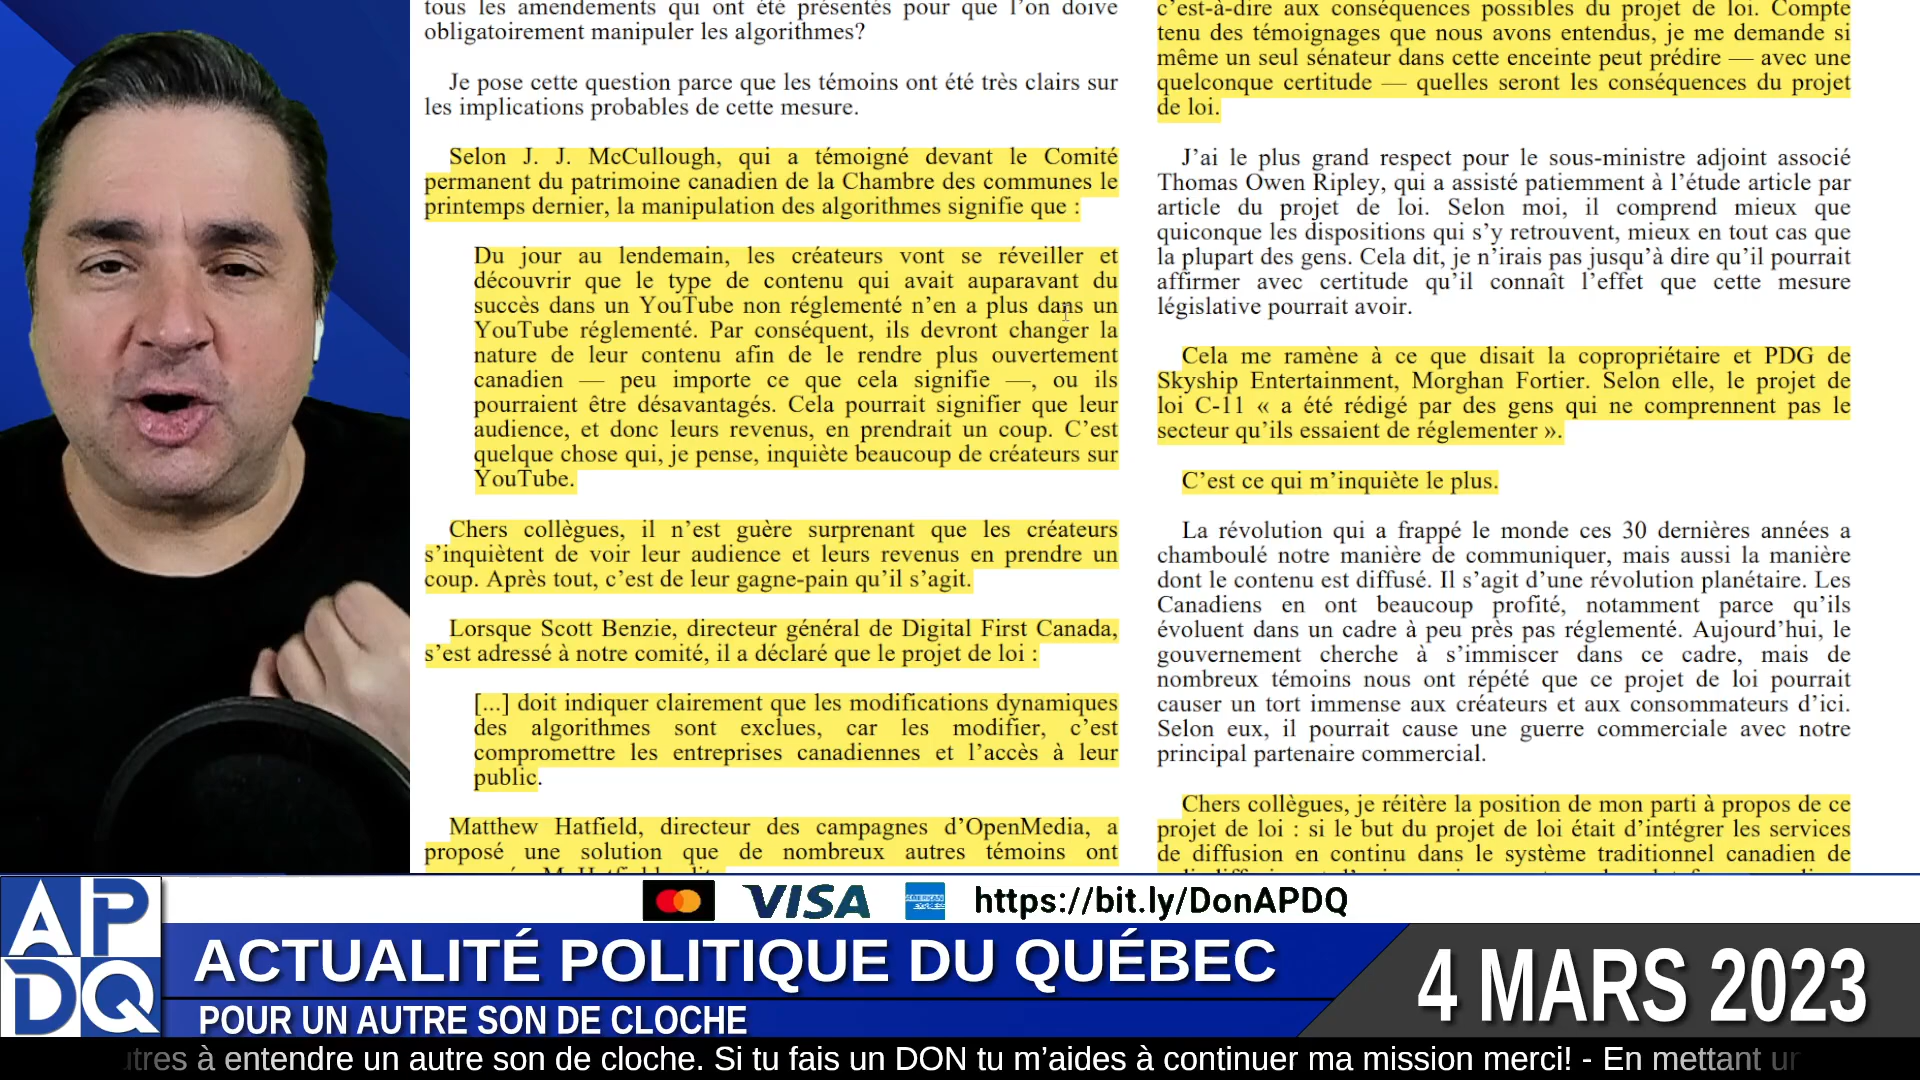 tous les amendements qui ont été présentés pour que l’on doive
obligatoirement manipuler les algorithmes?
Je pose cette question parce que les témoins ont été très clairs sur
les implications probables de cette mesure.
Selon J. J. McCullough, qui a témoigné devant le Comité
permanent du patrimoine canadien de la Chambre des communes le
printemps dernier, la manipulation des algorithmes signifie que :
Du jour au lendemain, les créateurs vont se réveiller et
découvrir que le type de contenu qui avait auparavant du
succès dans un YouTube non réglementé n’en a plus dans un
YouTube réglementé. Par conséquent, ils devront changer la
nature de leur contenu afin de le rendre plus ouvertement
canadien — peu importe ce que cela signifie —, ou ils
pourraient être désavantagés. Cela pourrait signifier que leur
audience, et donc leurs revenus, en prendrait un coup. C’est
quelque chose qui, je pense, inquiète beaucoup de créateurs sur
YouTube.
Chers collègues, il n’est guère surprenant que les créateurs
s’inquiètent de voir leur audience et leurs revenus en prendre un
coup. Après tout, c’est de leur gagne-pain qu’il s’agit.
Lorsque Scott Benzie, directeur général de Digital First Canada,
s’est adressé à notre comité, il a déclaré que le projet de loi :
[...] doit indiquer clairement que les modifications dynamiques
des algorithmes sont exclues, car les modifier, c’est
compromettre les entreprises canadiennes et l’accès à leur
public.
Matthew Hatfield, directeur des campagnes d’OpenMedia, a
proposé une solution que de nombreux autres témoins ont
c’est-à-dire aux conséquences possibles du projet de loi. Compte
tenu des témoignages que nous avons entendus, je me demande si
même un seul sénateur dans cette enceinte peut prédire — avec une
quelconque certitude — quelles seront les conséquences du projet
de loi.
J’ai le plus grand respect pour le sous-ministre adjoint associé
Thomas Owen Ripley, qui a assisté patiemment à l’étude article par
article du projet de loi. Selon moi, il comprend mieux que
quiconque les dispositions qui s’y retrouvent, mieux en tout cas que
la plupart des gens. Cela dit, je n’irais pas jusqu’à dire qu’il pourrait
affirmer avec certitude qu’il connaît l’effet que cette mesure
législative pourrait avoir.
Cela me ramène à ce que disait la copropriétaire et PDG de
Skyship Entertainment, Morghan Fortier. Selon elle, le projet de
loi C-11 « a été rédigé par des gens qui ne comprennent pas le
secteur qu’ils essaient de réglementer ».
C’est ce qui m’inquiète le plus.
La révolution qui a frappé le monde ces 30 dernières années a
chamboulé notre manière de communiquer, mais aussi la manière
dont le contenu est diffusé. Il s’agit d’une révolution planétaire. Les
Canadiens en ont beaucoup profité, notamment parce qu’ils
évoluent dans un cadre à peu près pas réglementé. Aujourd’hui, le
gouvernement cherche à s’immiscer dans ce cadre, mais de
nombreux témoins nous ont répété que ce projet de loi pourrait
causer un tort immense aux créateurs et aux consommateurs d’ici.
Selon eux, il pourrait cause une guerre commerciale avec notre
principal partenaire commercial.
Chers collègues, je réitère la position de mon parti à propos de ce
projet de loi : si le but du projet de loi était d’intégrer les services
de diffusion en continu dans le système traditionnel canadien de
VISA
https://bit.ly/DonAPDQ
AP
DQ
ACTUALITÉ POLITIQUE DU QUÉBEC
POUR UN AUTRE SON DE CLOCHE
4 MARS 2023
à entendre un autre son de cloche. Si tu fais un DON tu m’aides à continuer ma mission merci! - En mettant